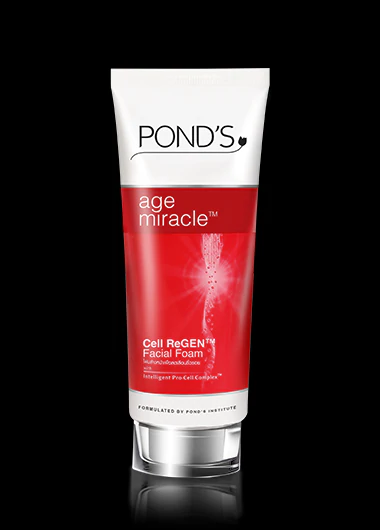 POND'S
age
miracle™
Cell ReGEN™
Facial Foam
Intelligent Pro-Cell Complex™
FORMULATED BY POND'S INSTITUTE